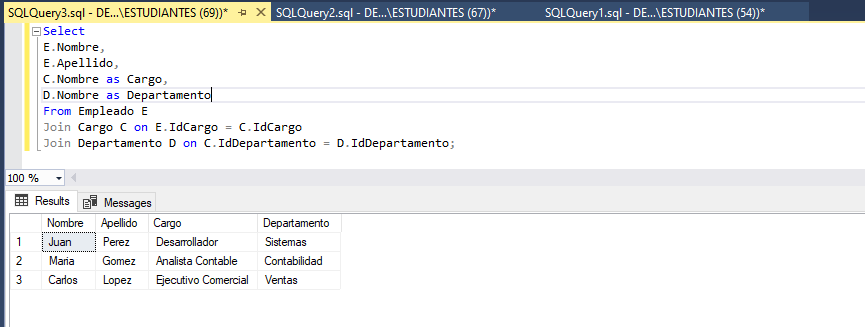 SQLQuery3.sql - DE...\ESTUDIANTES (69))* SQLQuery2.sql - DE...\ESTUDIANTES (67))* SQLQuery1.sql - DE...\ESTUDIANTES (54))*
Select
E.Nombre,
E.Apellido,
C.Nombre as Cargo,
D.Nombre as Departamento
From Empleado E
Join Cargo C on E.IdCargo = C.IdCargo
Join Departamento D on C.IdDepartamento = D.IdDepartamento;
100 %
Results Messages
Nombre Apellido Cargo Departamento
1 Juan Perez Desarrollador Sistemas
2 Maria Gomez Analista Contable Contabilidad
3 Carlos Lopez Ejecutivo Comercial Ventas